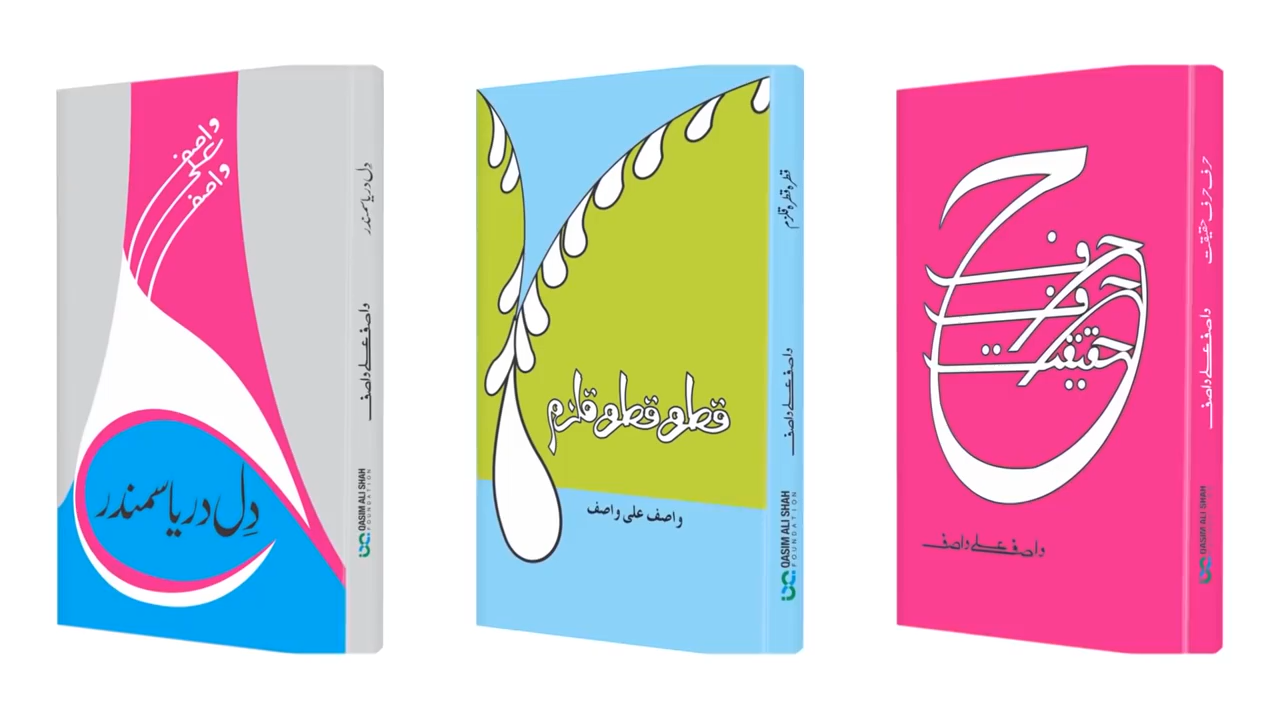 واصف
علی
واصف
دِل دریا سمندر
دِل دریا سمندر
واصف علی واصف
QASIM ALI SHAH
FOUNDATION
قطرہ قطرہ قلزم
واصف علی واصف
قطرہ قطرہ قلزم
واصف علی واصف
QASIM ALI SHAH
FOUNDATION
حرف
حرف
حقیقت
واصف علی واصف
حرف حرف حقیقت
واصف علی واصف
QASIM ALI SHAH
FOUNDATION